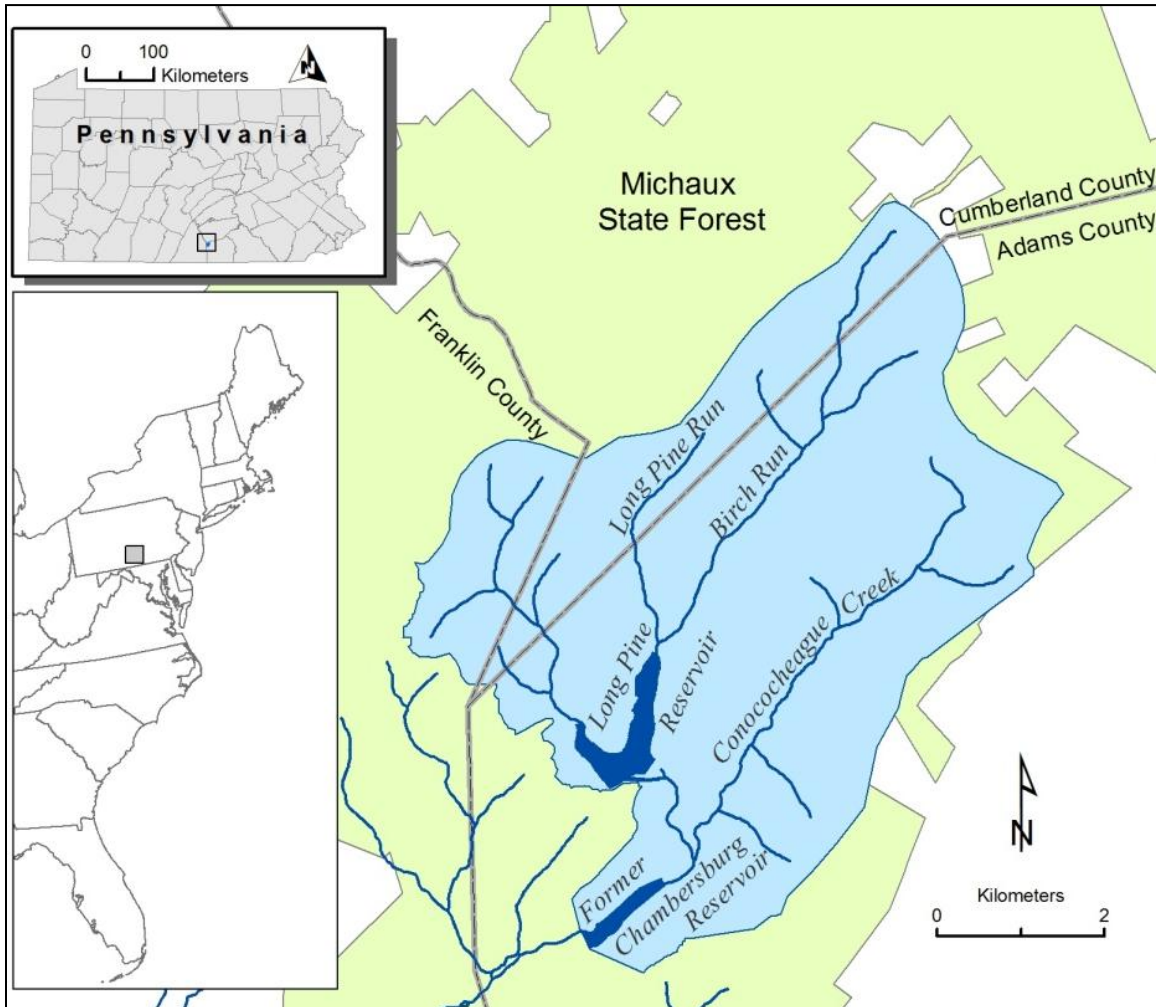 0 100
Kilometers
N
Pennsylvania
Michaux
State Forest
Cumberland County
Adams County
Franklin County
Long Pine Run
Birch Run
Conococheague Creek
Long Pine
Reservoir
Former
Chambersburg
Reservoir
N
Kilometers
0 2